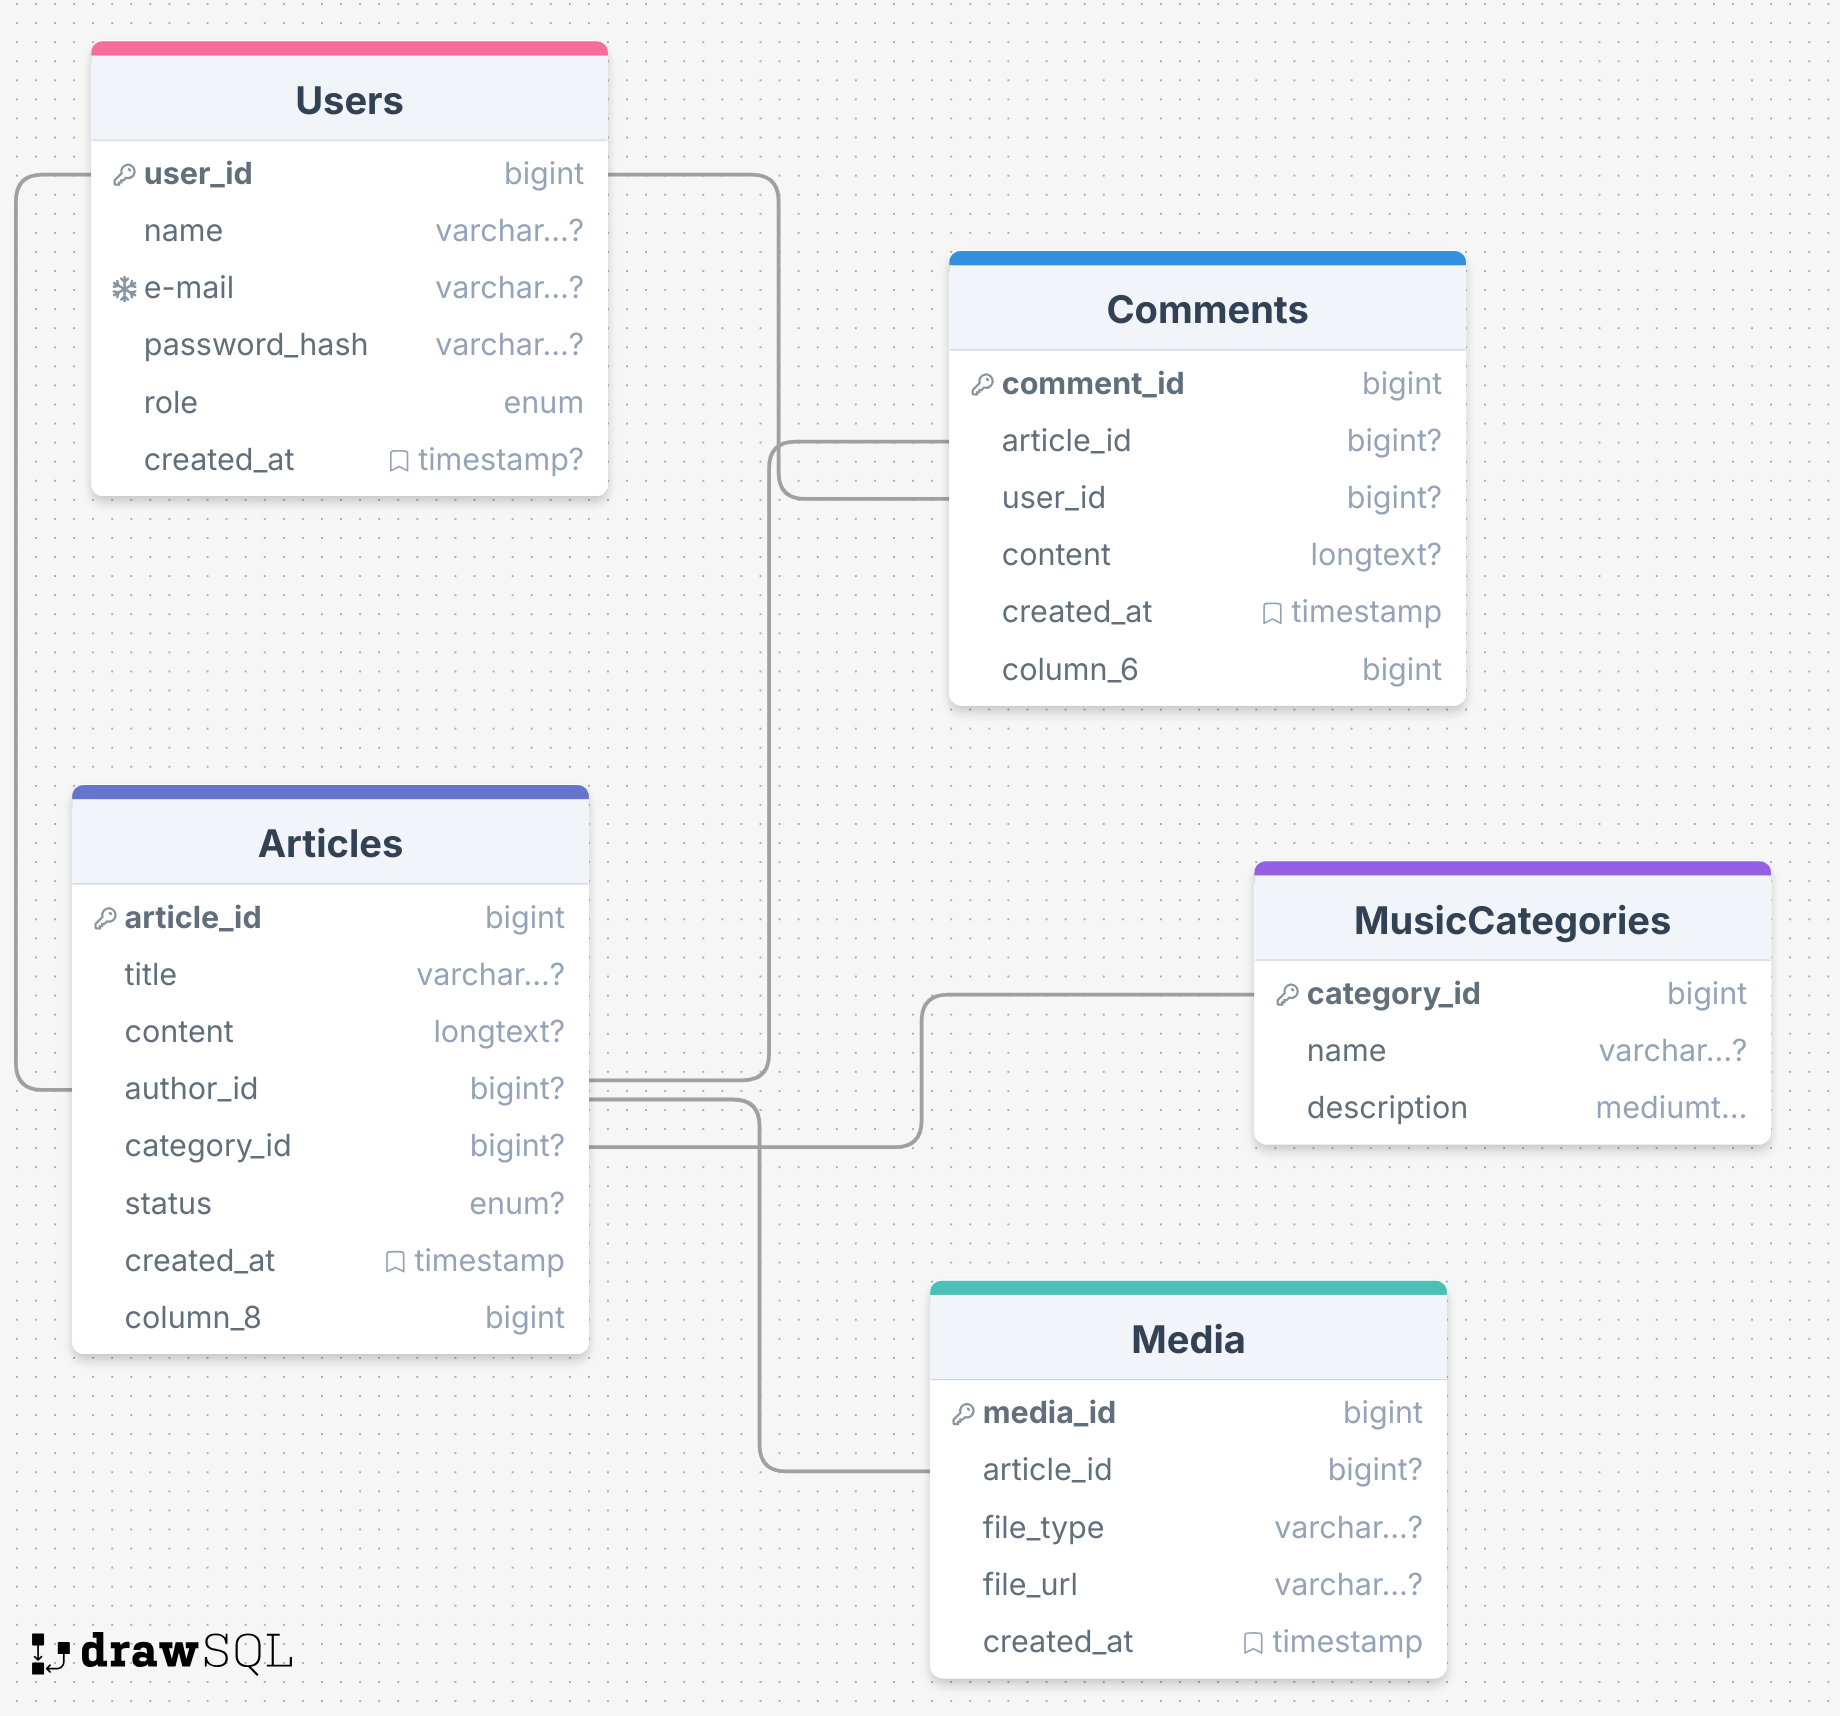 Users
user_id bigint
name varchar...?
e-mail varchar...?
password_hash varchar...?
role enum
created_at timestamp?
Comments
comment_id bigint
article_id bigint?
user_id bigint?
content longtext?
created_at timestamp
column_6 bigint
Articles
article_id bigint
title varchar...?
content longtext?
author_id bigint?
category_id bigint?
status enum?
created_at timestamp
column_8 bigint
MusicCategories
category_id bigint
name varchar...?
description mediumt...
Media
media_id bigint
article_id bigint?
file_type varchar...?
file_url varchar...?
created_at timestamp
drawSQL